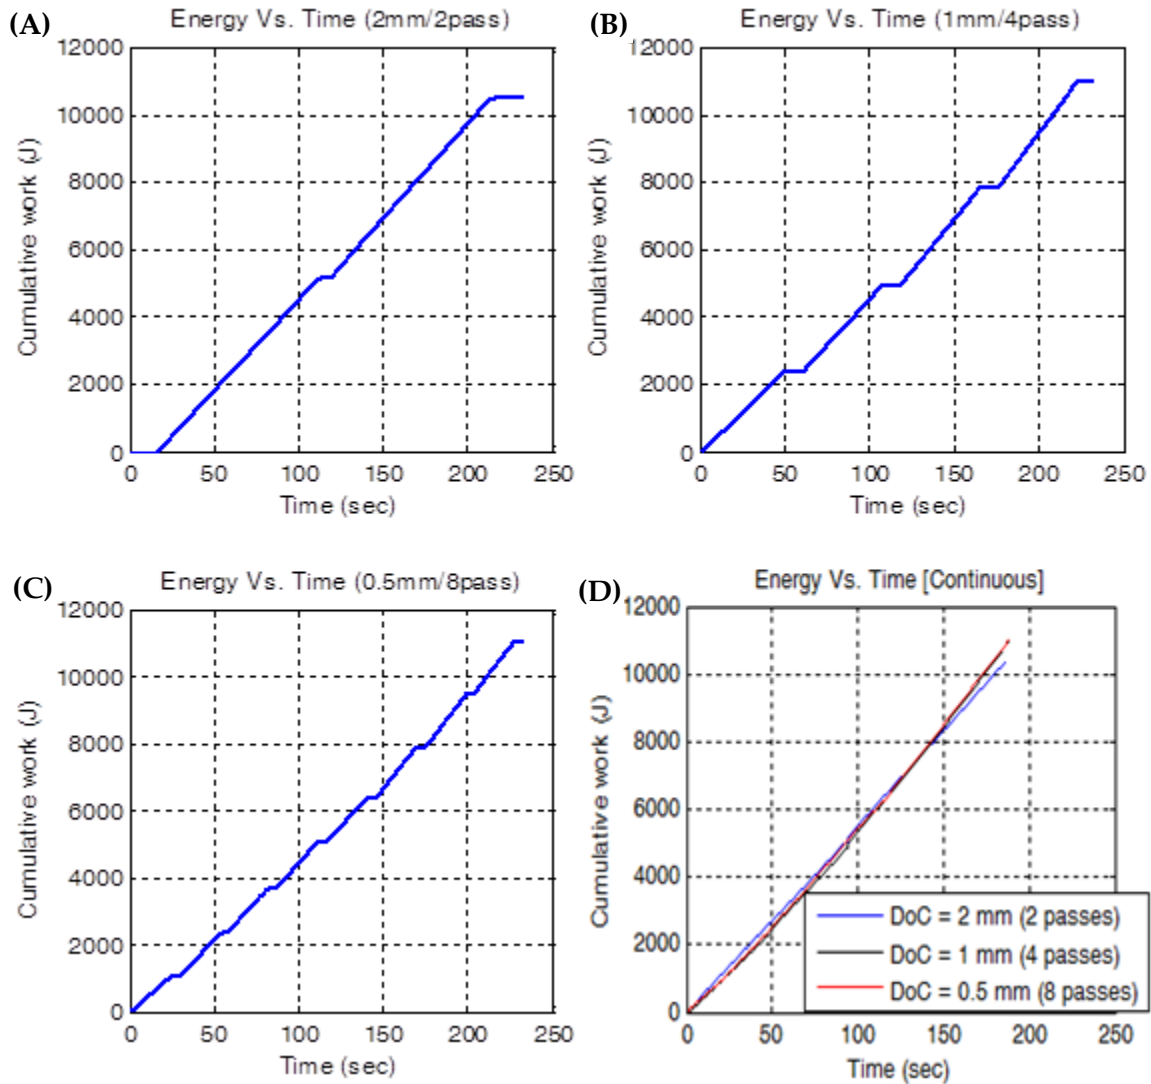 (A)
Energy Vs. Time (2mm/2pass)
12000
10000
8000
6000
4000
2000
0
Cumulative work (J)
0 50 100 150 200 250
Time (sec)
(B)
Energy Vs. Time (1mm/4pass)
12000
10000
8000
6000
4000
2000
0
Cumulative work (J)
0 50 100 150 200 250
Time (sec)
(C)
Energy Vs. Time (0.5mm/8pass)
12000
10000
8000
6000
4000
2000
0
Cumulative work (J)
0 50 100 150 200 250
Time (sec)
(D)
Energy Vs. Time [Continuous]
12000
10000
8000
6000
4000
2000
0
Cumulative work (J)
DoC = 2 mm (2 passes)
DoC = 1 mm (4 passes)
DoC = 0.5 mm (8 passes)
0 50 100 150 200 250
Time (sec)